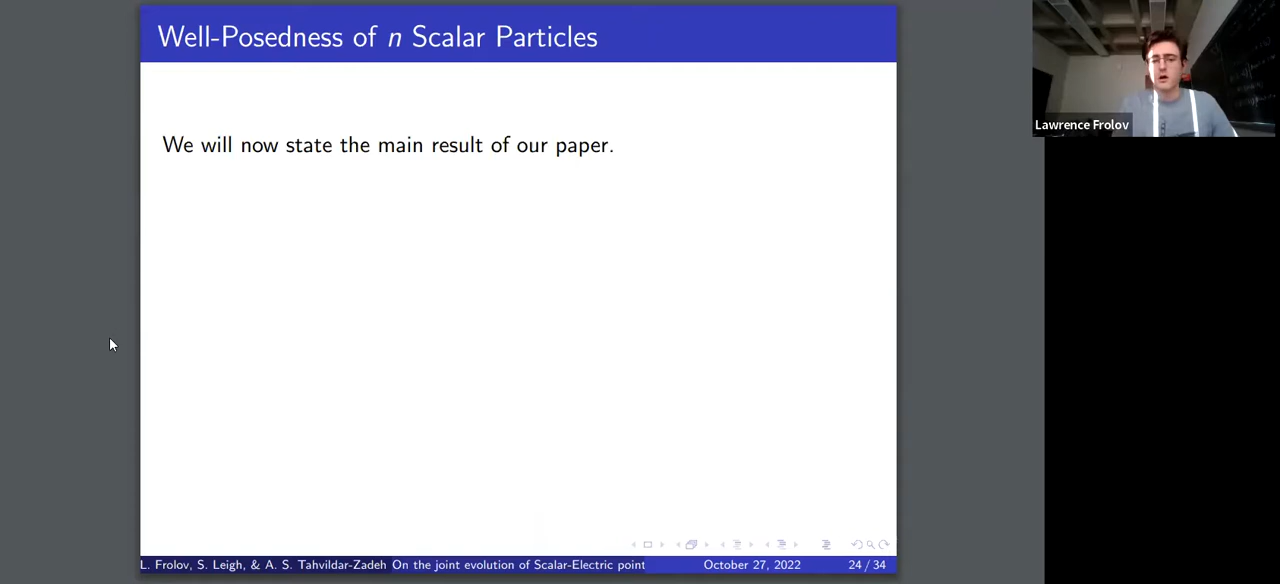 Well-Posedness of n Scalar Particles
We will now state the main result of our paper.
Lawrence Frolov
L. Frolov, S. Leigh, & A. S. Tahvildar-Zadeh On the joint evolution of Scalar-Electric point October 27, 2022 24 / 34